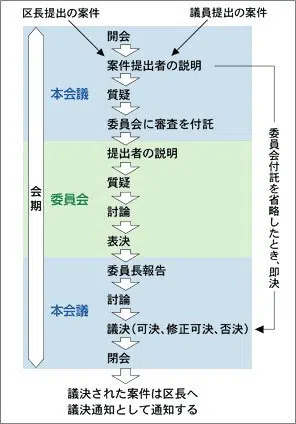 区長提出の案件
議員提出の案件
開会
案件提出者の説明
質疑
委員会に審査を付託
本会議
提出者の説明
質疑
討論
表決
委員会
委員長報告
討論
議決(可決、修正可決、否決)
閉会
本会議
会期
委員会付託を省略したとき、即決
議決された案件は区長へ
議決通知として通知する